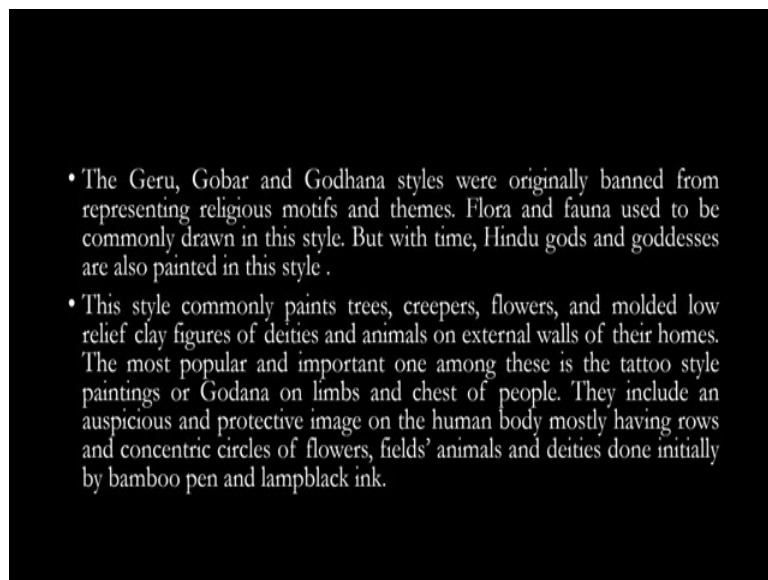 • The Geru, Gobar and Godhana styles were originally banned from
representing religious motifs and themes. Flora and fauna used to be
commonly drawn in this style. But with time, Hindu gods and goddesses
are also painted in this style .
• This style commonly paints trees, creepers, flowers, and molded low
relief clay figures of deities and animals on external walls of their homes.
The most popular and important one among these is the tattoo style
paintings or Godana on limbs and chest of people. They include an
auspicious and protective image on the human body mostly having rows
and concentric circles of flowers, fields’ animals and deities done initially
by bamboo pen and lampblack ink.